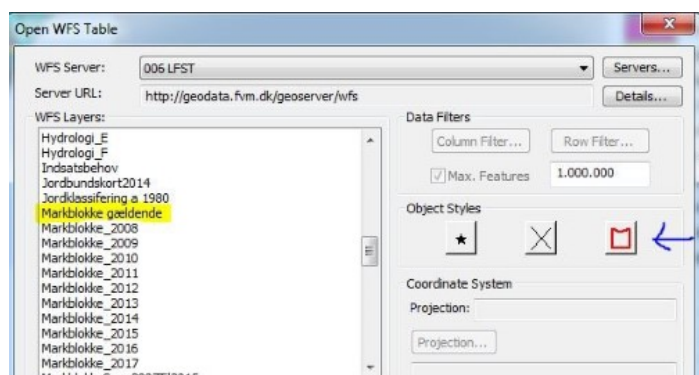 Open WFS Table
WFS Server: 006 LFST Servers...
Server URL: http://geodata.fvm.dk/geoserver/wfs Details...
WFS Layers:
Hydrologi_E
Hydrologi_F
Indsatsbehov
Jordbundskort2014
Jordklassifering a 1980
Markblokke gældende
Markblokke_2008
Markblokke_2009
Markblokke_2010
Markblokke_2011
Markblokke_2012
Markblokke_2013
Markblokke_2014
Markblokke_2015
Markblokke_2016
Markblokke_2017
Data Filters
Column Filter... Row Filter...
Max. Features 1.000.000
Object Styles
Coordinate System
Projection:
Projection...